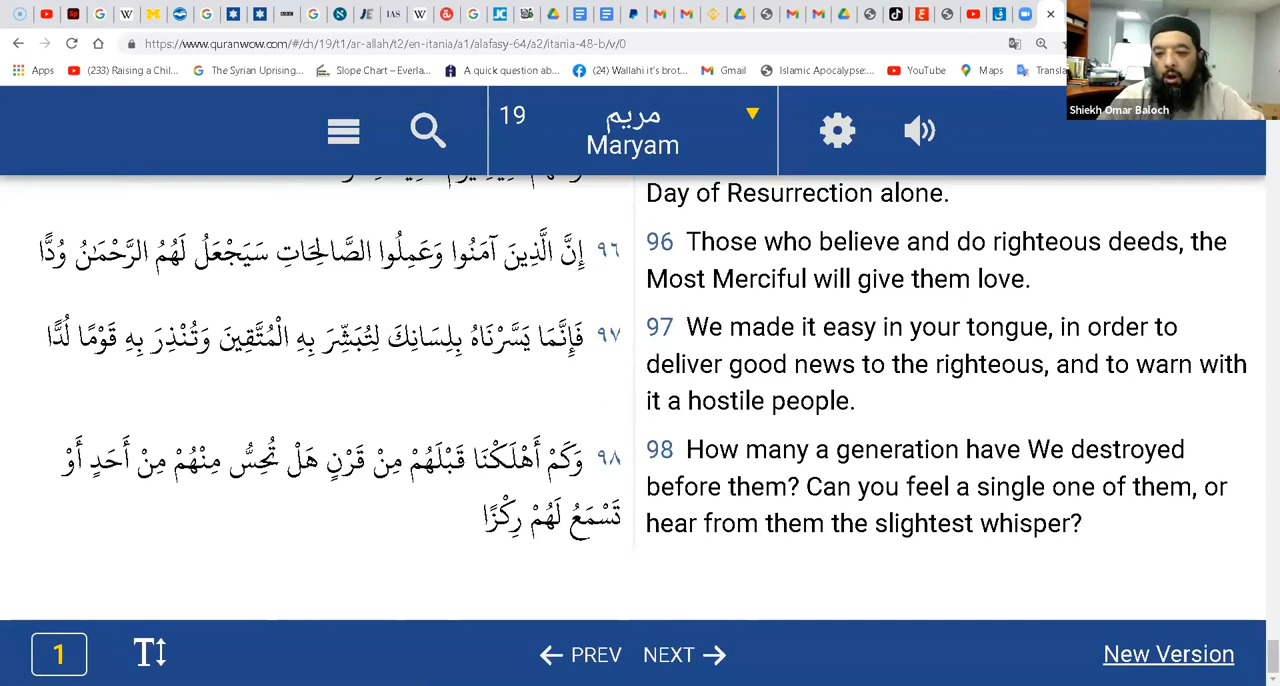 (233) Raising a Chil...
The Syrian Uprising...
Slope Chart – Everla...
A quick question ab...
(24) Wallahi it's brot...
Gmail
Islamic Apocalypse:...
YouTube
Maps
Transla
Apps
https://www.quranwow.com/#/ch/19/t1/ar-allah/t2/en-itania/a1/alafasy-64/a2/itania-48-b/v/0
Shiekh Omar Baloch
19
مريم
Maryam
Day of Resurrection alone.
٩٦ إِنَّ الَّذِينَ آمَنُوا وَعَمِلُوا الصَّالِحَاتِ سَيَجْعَلُ لَهُمُ الرَّحْمَٰنُ وُدًّا
96 Those who believe and do righteous deeds, the
Most Merciful will give them love.
٩٧ فَإِنَّمَا يَسَّرْنَاهُ بِلِسَانِكَ لِتُبَشِّرَ بِهِ الْمُتَّقِينَ وَتُنْذِرَ بِهِ قَوْمًا لُدًّا
97 We made it easy in your tongue, in order to
deliver good news to the righteous, and to warn with
it a hostile people.
٩٨ وَكَمْ أَهْلَكْنَا قَبْلَهُمْ مِنْ قَرْنٍ هَلْ تُحِسُّ مِنْهُمْ مِنْ أَحَدٍ أَوْ
تَسْمَعُ لَهُمْ رِكْزًا
98 How many a generation have We destroyed
before them? Can you feel a single one of them, or
hear from them the slightest whisper?
1
PREV
NEXT
New Version